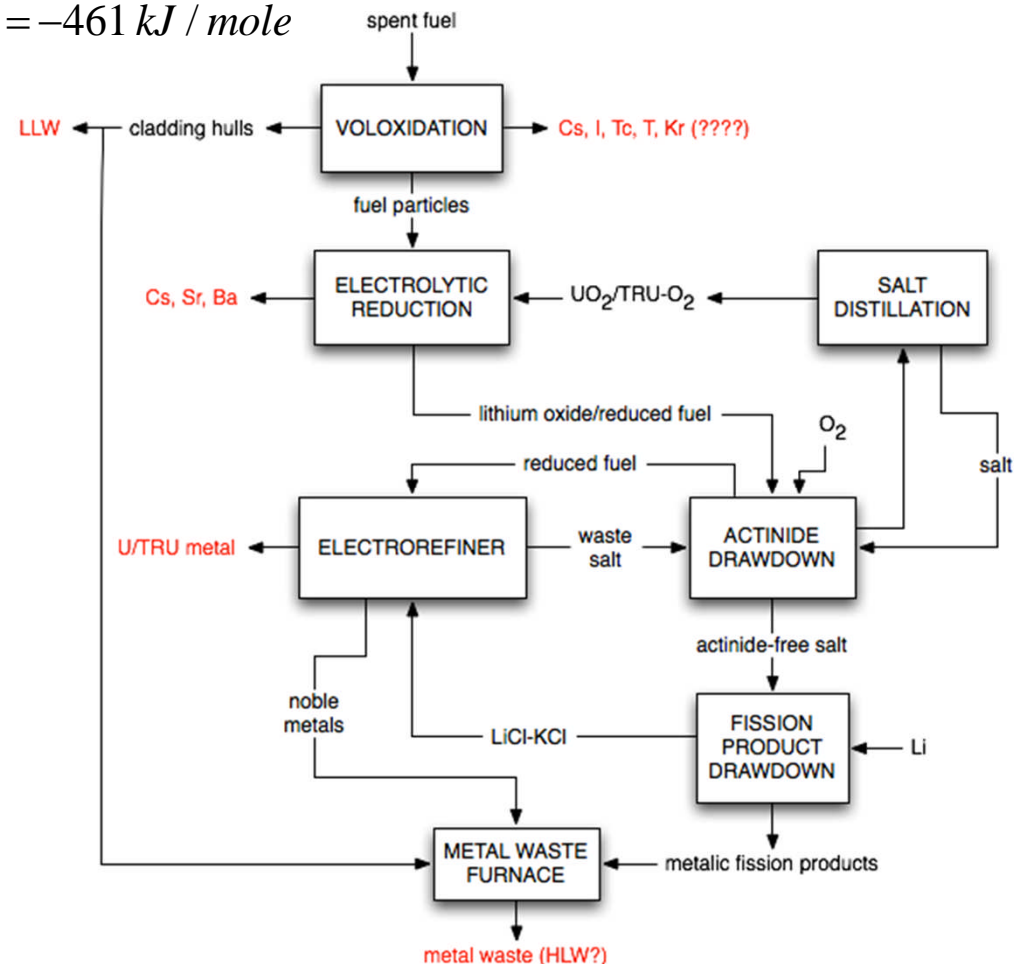 = −461 kJ / mole
spent fuel
LLW
cladding hulls
VOLOXIDATION
Cs, I, Tc, T, Kr (????)
fuel particles
Cs, Sr, Ba
ELECTROLYTIC
REDUCTION
UO2/TRU-O2
SALT
DISTILLATION
lithium oxide/reduced fuel
O2
reduced fuel
salt
U/TRU metal
ELECTROREFINER
waste
salt
ACTINIDE
DRAWDOWN
actinide-free salt
noble
metals
LiCl-KCl
FISSION
PRODUCT
DRAWDOWN
Li
METAL WASTE
FURNACE
metalic fission products
metal waste (HLW?)